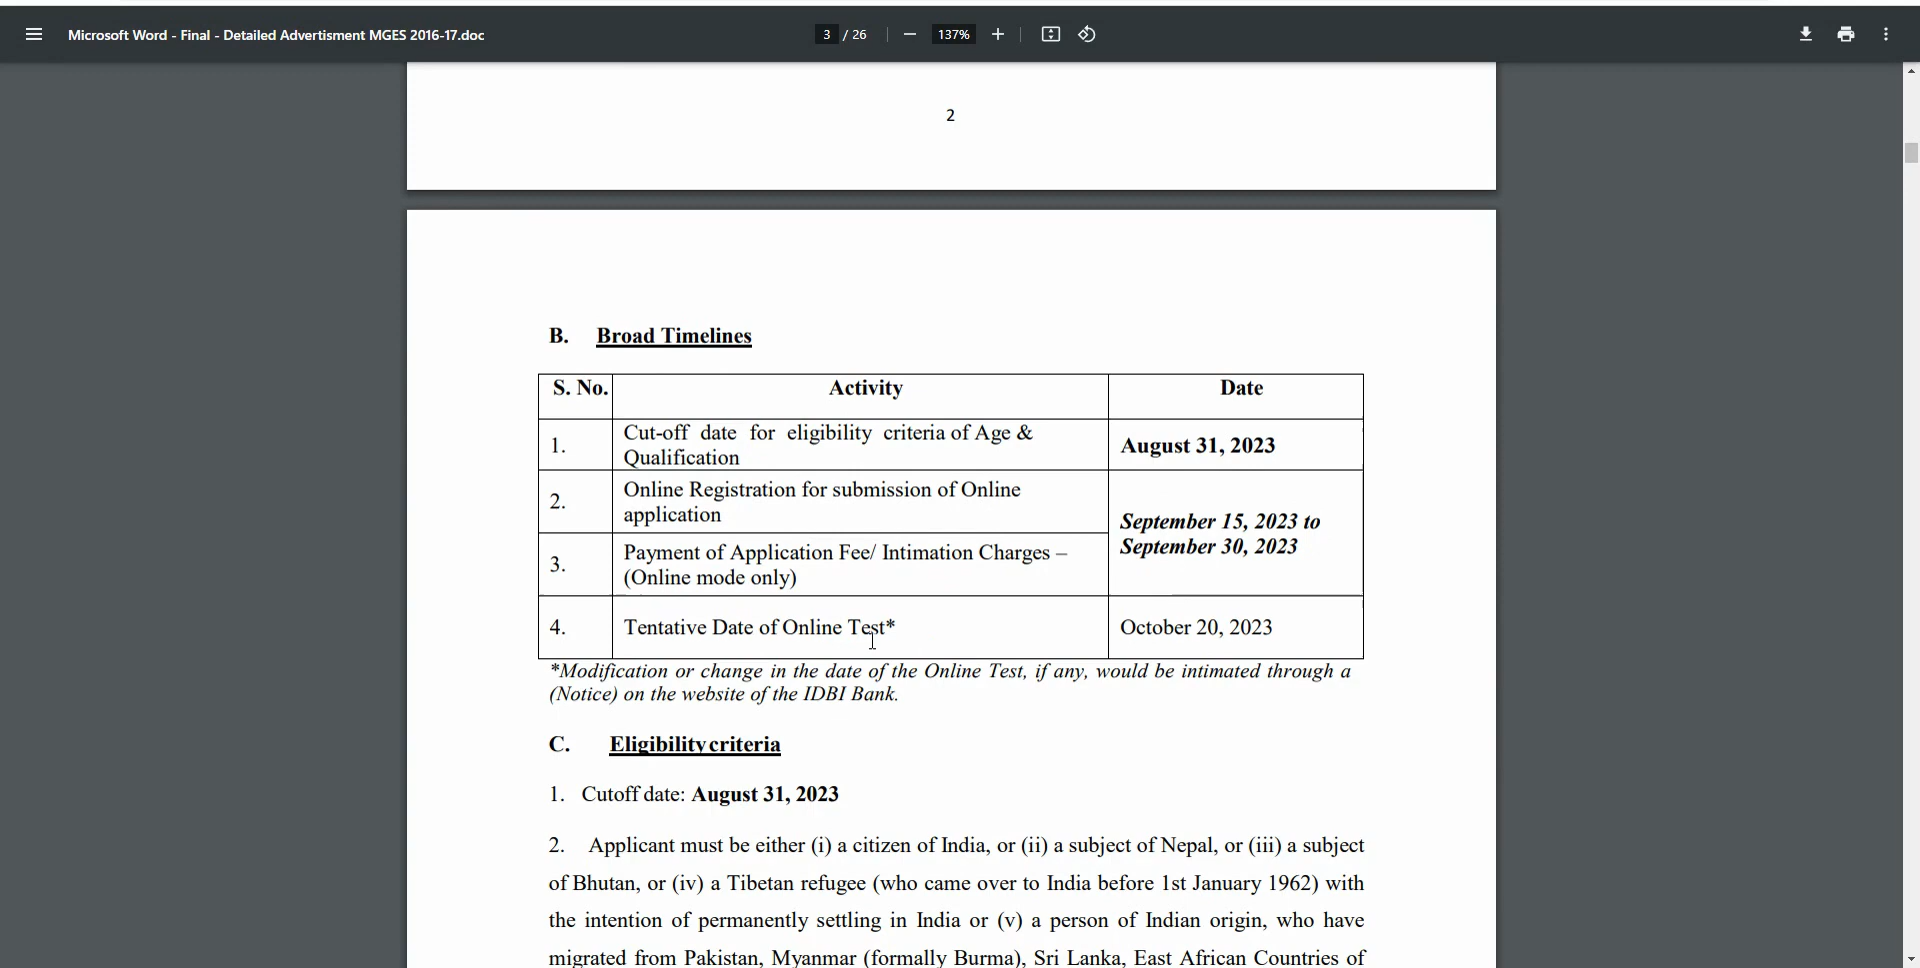 Microsoft Word - Final - Detailed Advertisment MGES 2016-17.doc
3 / 26
137%
2
B. Broad Timelines
S. No. Activity Date
1. Cut-off date for eligibility criteria of Age &
Qualification
August 31, 2023
2. Online Registration for submission of Online
application
September 15, 2023 to
September 30, 2023
3. Payment of Application Fee/ Intimation Charges –
(Online mode only)
4. Tentative Date of Online Test* October 20, 2023
*Modification or change in the date of the Online Test, if any, would be intimated through a
(Notice) on the website of the IDBI Bank.
C. Eligibility criteria
1. Cutoff date: August 31, 2023
2. Applicant must be either (i) a citizen of India, or (ii) a subject of Nepal, or (iii) a subject
of Bhutan, or (iv) a Tibetan refugee (who came over to India before 1st January 1962) with
the intention of permanently settling in India or (v) a person of Indian origin, who have
migrated from Pakistan, Myanmar (formally Burma), Sri Lanka, East African Countries of